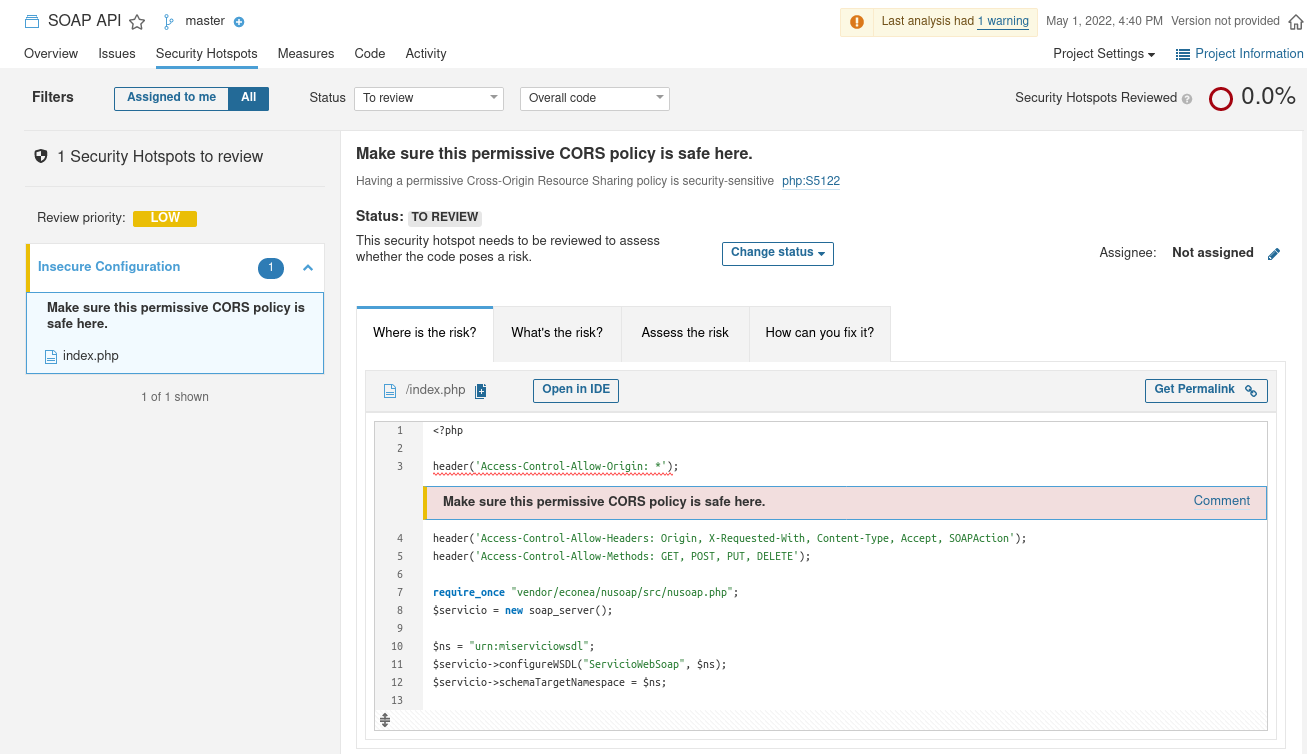 SOAP API master Last analysis had 1 warning May 1, 2022, 4:40 PM Version not provided
Overview Issues Security Hotspots Measures Code Activity Project Settings Project Information
Filters Assigned to me All Status To review Overall code Security Hotspots Reviewed ? 0.0%
1 Security Hotspots to review
Review priority: LOW
Insecure Configuration 1
Make sure this permissive CORS policy is
safe here.
index.php
1 of 1 shown
Make sure this permissive CORS policy is safe here.
Having a permissive Cross-Origin Resource Sharing policy is security-sensitive php:S5122
Status: TO REVIEW
This security hotspot needs to be reviewed to assess
whether the code poses a risk.
Change status
Assignee: Not assigned
Where is the risk? What's the risk? Assess the risk How can you fix it?
/index.php Open in IDE Get Permalink
1 <?php
2
3 header('Access-Control-Allow-Origin: *');
Make sure this permissive CORS policy is safe here. Comment
4 header('Access-Control-Allow-Headers: Origin, X-Requested-With, Content-Type, Accept, SOAPAction');
5 header('Access-Control-Allow-Methods: GET, POST, PUT, DELETE');
6
7 require_once "vendor/econea/nusoap/src/nusoap.php";
8 $servicio = new soap_server();
9
10 $ns = "urn:miserviciowsdl";
11 $servicio->configureWSDL("ServicioWebSoap", $ns);
12 $servicio->schemaTargetNamespace = $ns;
13